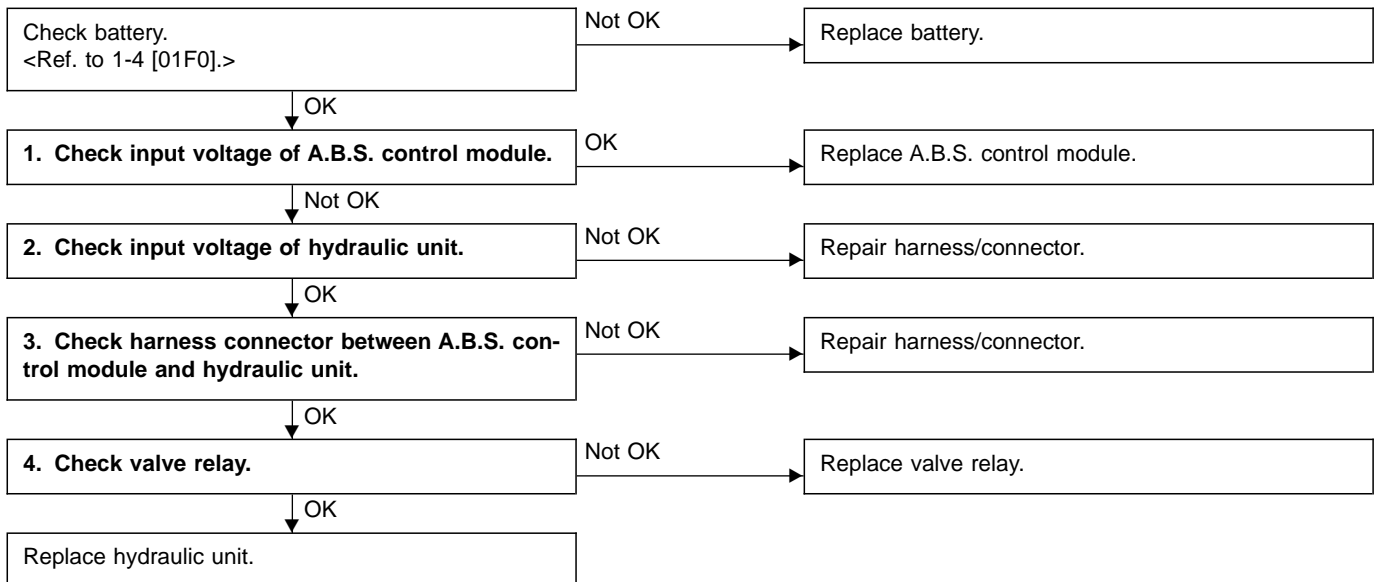 Check battery.
<Ref. to 1-4 [01F0].>
Not OK
Replace battery.
OK
1. Check input voltage of A.B.S. control module.
OK
Replace A.B.S. control module.
Not OK
2. Check input voltage of hydraulic unit.
Not OK
Repair harness/connector.
OK
3. Check harness connector between A.B.S. con-
trol module and hydraulic unit.
Not OK
Repair harness/connector.
OK
4. Check valve relay.
Not OK
Replace valve relay.
OK
Replace hydraulic unit.